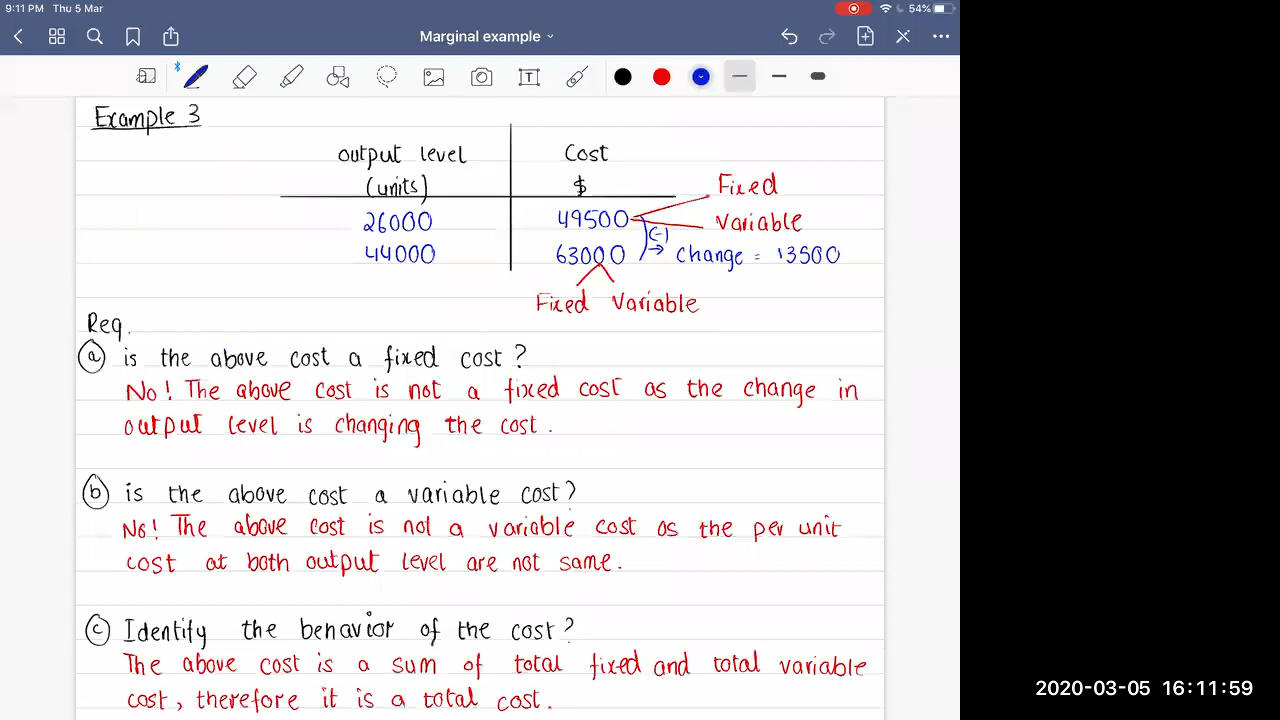 9:11 PM Thu 5 Mar
54%
Marginal example
Example 3
output level Cost
(units) $
Fixed
26000 49500 Variable
(-)
44000 63000 → Change = 13500
Fixed Variable
Req.
(a) is the above cost a fixed cost?
No! The above cost is not a fixed cost as the change in
output level is changing the cost.
(b) is the above cost a variable cost?
No! The above cost is not a variable cost as the per unit
cost at both output level are not same.
(c) Identify the behavior of the cost?
The above cost is a sum of total fixed and total variable
cost, therefore it is a total cost.
2020-03-05 16:11:59